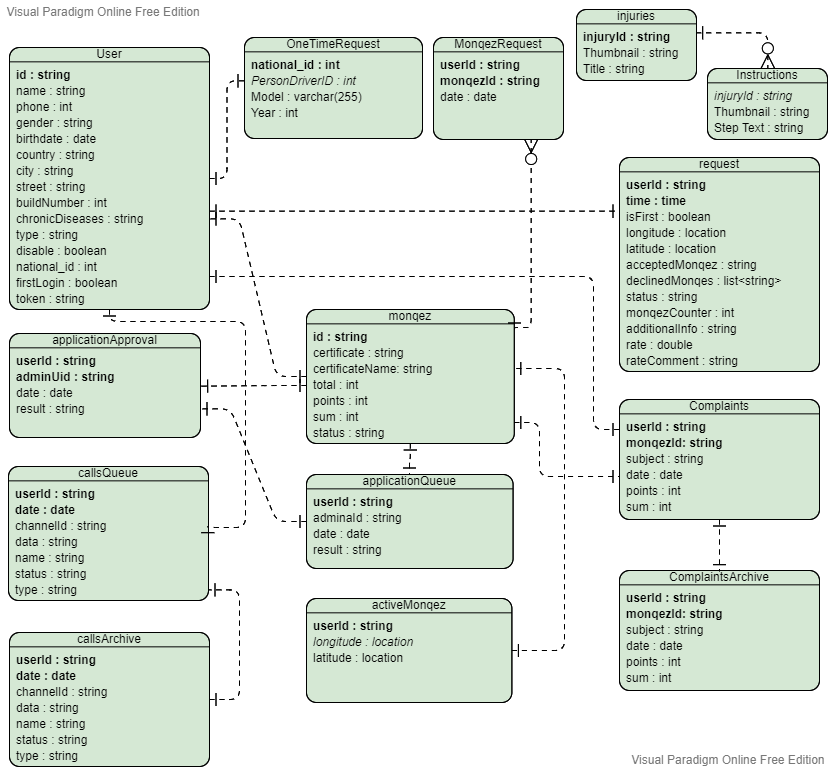 Visual Paradigm Online Free Edition
User
id : string
name : string
phone : int
gender : string
birthdate : date
country : string
city : string
street : string
buildNumber : int
chronicDiseases : string
type : string
disable : boolean
national_id : int
firstLogin : boolean
token : string
OneTimeRequest
national_id : int
PersonDriverID : int
Model : varchar(255)
Year : int
MonqezRequest
userId : string
monqezId : string
date : date
injuries
injuryId : string
Thumbnail : string
Title : string
Instructions
injuryId : string
Thumbnail : string
Step Text : string
request
userId : string
time : time
isFirst : boolean
longitude : location
latitude : location
acceptedMonqez : string
declinedMonqes : list<string>
status : string
monqezCounter : int
additionalInfo : string
rate : double
rateComment : string
applicationApproval
userId : string
adminUid : string
date : date
result : string
monqez
id : string
certificate : string
certificateName: string
total : int
points : int
sum : int
status : string
Complaints
userId : string
monqezId: string
subject : string
date : date
points : int
sum : int
callsQueue
userId : string
date : date
channelId : string
data : string
name : string
status : string
type : string
applicationQueue
userId : string
adminaId : string
date : date
result : string
activeMonqez
userId : string
longitude : location
latitude : location
ComplaintsArchive
userId : string
monqezId: string
subject : string
date : date
points : int
sum : int
callsArchive
userId : string
date : date
channelId : string
data : string
name : string
status : string
type : string
Visual Paradigm Online Free Edition